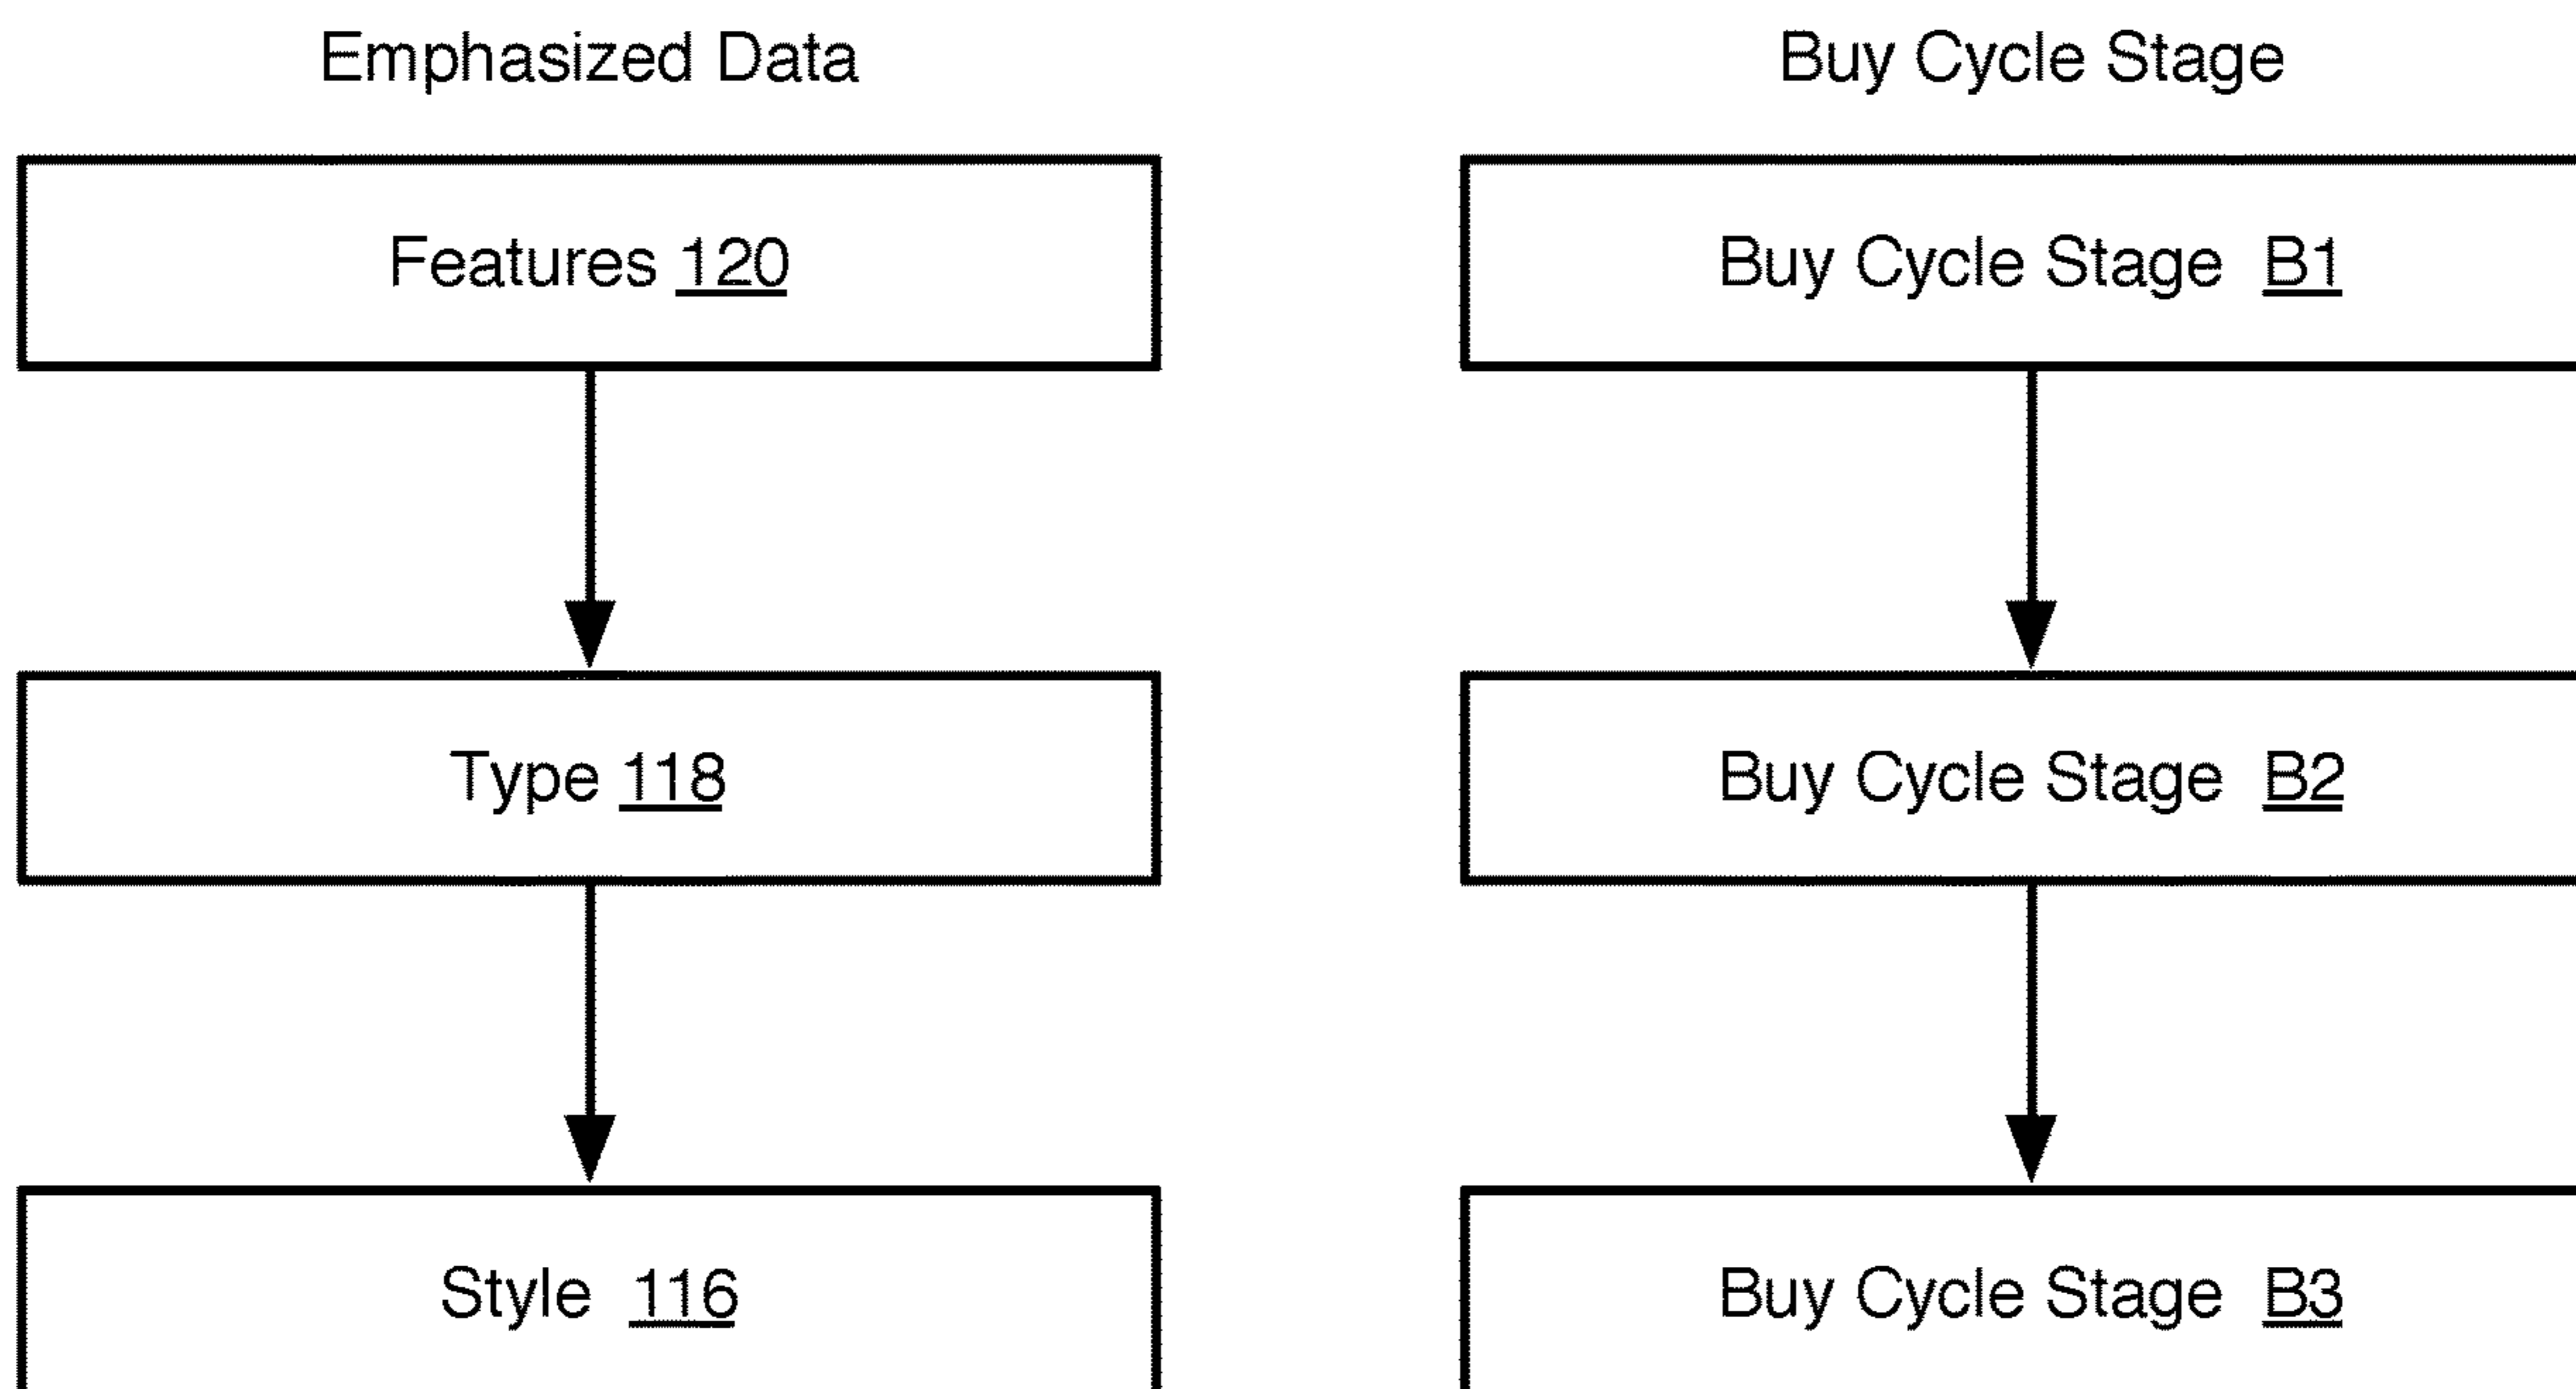 Emphasized Data
Buy Cycle Stage
Features 120
Buy Cycle Stage B1
Type 118
Buy Cycle Stage B2
Style 116
Buy Cycle Stage B3